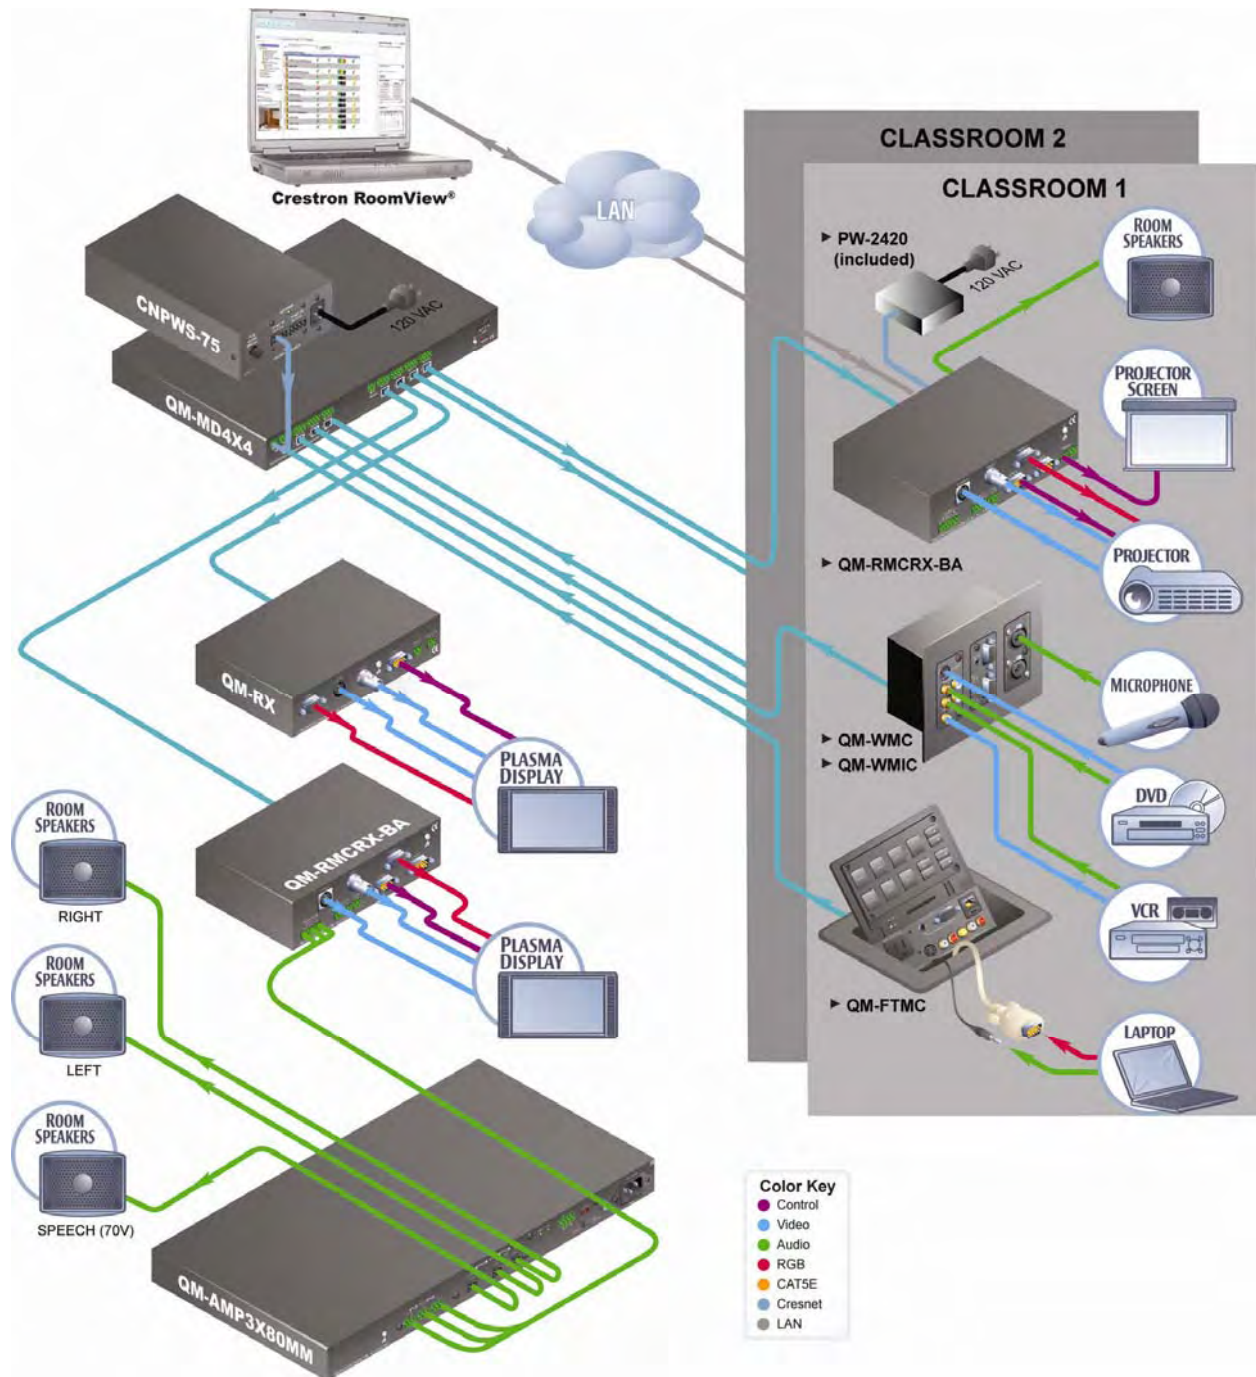 CLASSROOM 2
CLASSROOM 1
Crestron RoomView®
LAN
▶ PW-2420
(included)
120 VAC
ROOM
SPEAKERS
CNPWS-75
120 VAC
QM-MD4X4
PROJECTOR
SCREEN
▶ QM-RMCRX-BA
PROJECTOR
QM-RX
MICROPHONE
▶ QM-WMC
▶ QM-WMIC
PLASMA
DISPLAY
DVD
ROOM
SPEAKERS
RIGHT
QM-RMCRX-BA
VCR
PLASMA
DISPLAY
ROOM
SPEAKERS
LEFT
▶ QM-FTMC
LAPTOP
ROOM
SPEAKERS
SPEECH (70V)
QM-AMP3X80MM
Color Key
Control
Video
Audio
RGB
CAT5E
Cresnet
LAN